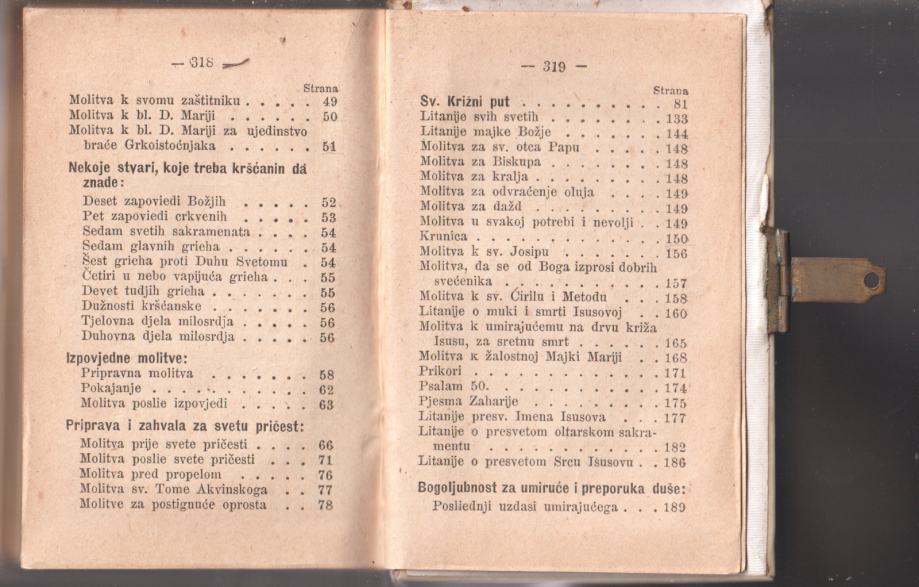 — 318 —
Strana
Molitva k svomu zaštitniku . . . . . 49
Molitva k bl. D. Mariji . . . . . . 50
Molitva k bl. D. Mariji za ujedinstvo
braće Grkoistočnjaka . . . . . . 51
Nekoje stvari, koje treba kršćanin da
znade:
Deset zapoviedi Božjih . . . . . 52
Pet zapoviedi crkvenih . . . . . 53
Sedam svetih sakramenata . . . . 54
Sedam glavnih grieha . . . . . 54
Šest grieha proti Duhu Svetomu . 54
Četiri u nebo vapijuća grieha . . . 55
Devet tudjih grieha . . . . . . . 55
Dužnosti kršćanske . . . . . . . 56
Tjelovna djela milosrdja . . . . . 56
Duhovna djela milosrdja . . . . . 56
Izpovjedne molitve:
Pripravna molitva . . . . . . 58
Pokajanje . . . . . . . . . . 62
Molitva poslie izpovjedi . . . . . 63
Priprava i zahvala za svetu pričest:
Molitva prije svete pričesti . . . . 66
Molitva poslie svete pričesti . . . 71
Molitva pred propelom . . . . . 76
Molitva sv. Tome Akvinskoga . . 77
Molitve za postignuće oprosta . . 78
— 319 —
Strana
Sv. Križni put . . . . . . . . . . 81
Litanije svih svetih . . . . . . . 133
Litanije majke Božje . . . . . . 144
Molitva za sv. otca Papu . . . . . 148
Molitva za Biskupa . . . . . . . 148
Molitva za kralja . . . . . . . . 148
Molitva za odvraćenje oluja . . . . 149
Molitva za dažd . . . . . . . . 149
Molitva u svakoj potrebi i nevolji . . 149
Krunica . . . . . . . . . . . . 150
Molitva k sv. Josipu . . . . . . 156
Molitva, da se od Boga izprosi dobrih
svećenika . . . . . . . . . . 157
Molitva k sv. Ćirilu i Metodu . . . 158
Litanije o muki i smrti Isusovoj . . 160
Molitva k umirajućemu na drvu križa
Isusu, za sretnu smrt . . . . . 165
Molitva k žalostnoj Majki Mariji . . 168
Prikori . . . . . . . . . . . . 171
Psalam 50. . . . . . . . . . . . 174
Pjesma Zaharije . . . . . . . . 175
Litanije presv. Imena Isusova . . . 177
Litanije o presvetom oltarskom sakra-
mentu . . . . . . . . . . . 182
Litanije o presvetom Srcu Isusovu . . 186
Bogoljubnost za umiruće i preporuka duše:
Posliednji uzdasi umirajućega . . . 189